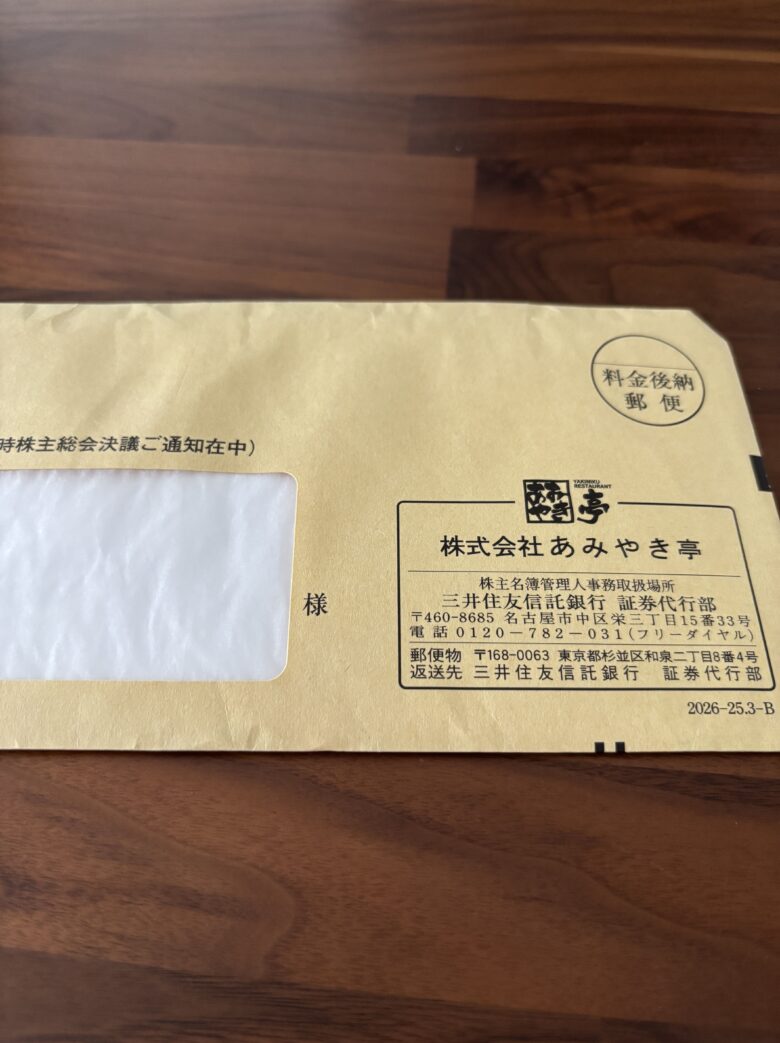 料金後納
郵便
時株主総会決議ご通知在中）
様
あみやき亭
YAKINIKU
RESTAURANT
株式会社あみやき亭
株主名簿管理人事務取扱場所
三井住友信託銀行 証券代行部
〒460-8685 名古屋市中区栄三丁目15番33号
電話 0120-782-031（フリーダイヤル）
郵便物 〒168-0063 東京都杉並区和泉二丁目8番4号
返送先 三井住友信託銀行 証券代行部
2026-25.3-B